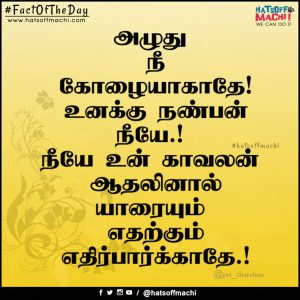 #FactOfTheDay
www.hatsoffmachi.com
HATSOFF
MACHI!
WE CAN DO IT
அழுது
நீ
கோழையாகாதே!
உனக்கு நண்பன்
நீயே.!
#hatsoffmachi
நீயே உன் காவலன்
ஆதலினால்
யாரையும்
எதற்கும்
எதிர்பார்க்காதே.!
@pri_tharshan
/ @hatsoffmachi